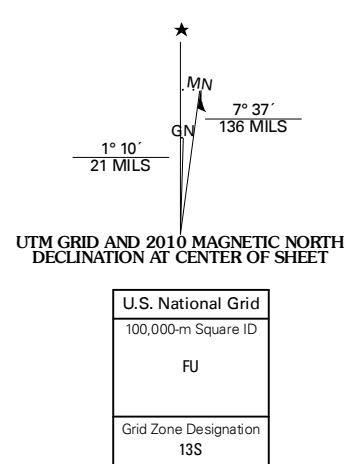 ★
MN
7° 37´
136 MILS
GN
1° 10´
21 MILS
UTM GRID AND 2010 MAGNETIC NORTH
DECLINATION AT CENTER OF SHEET
U.S. National Grid
100,000-m Square ID
FU
Grid Zone Designation
13S